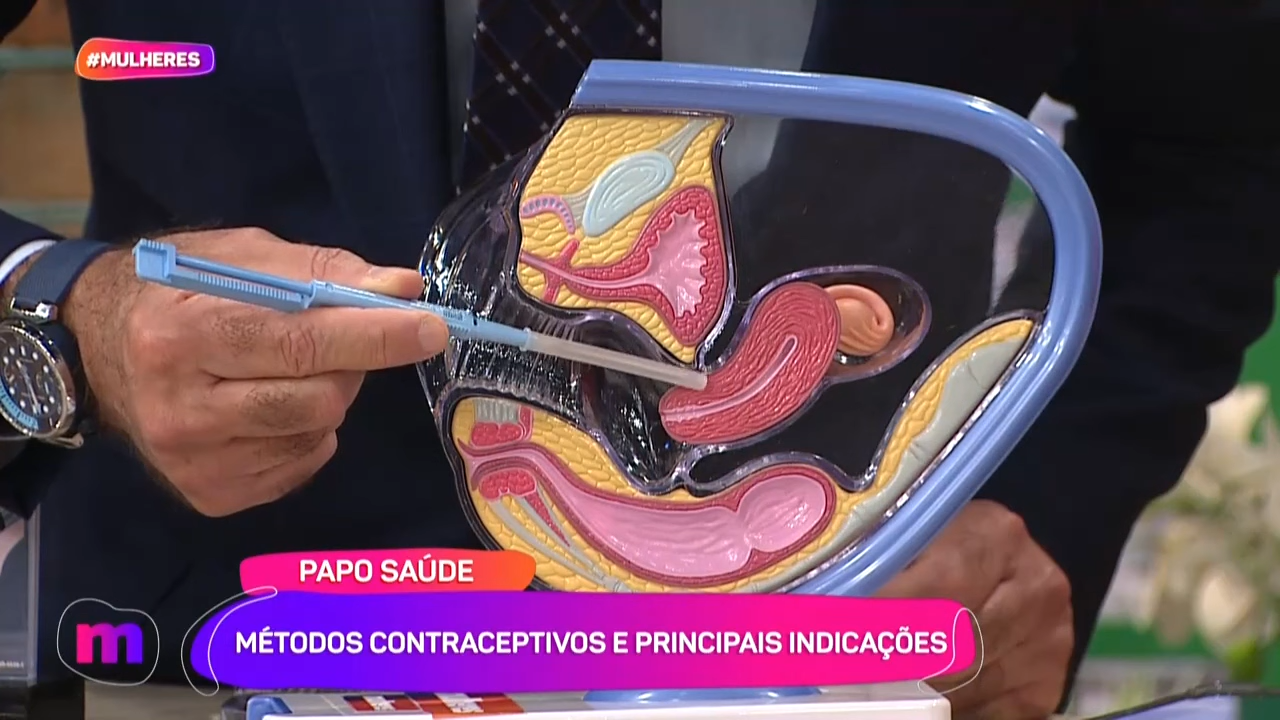 #MULHERES
PAPO SAÚDE
m
MÉTODOS CONTRACEPTIVOS E PRINCIPAIS INDICAÇÕES